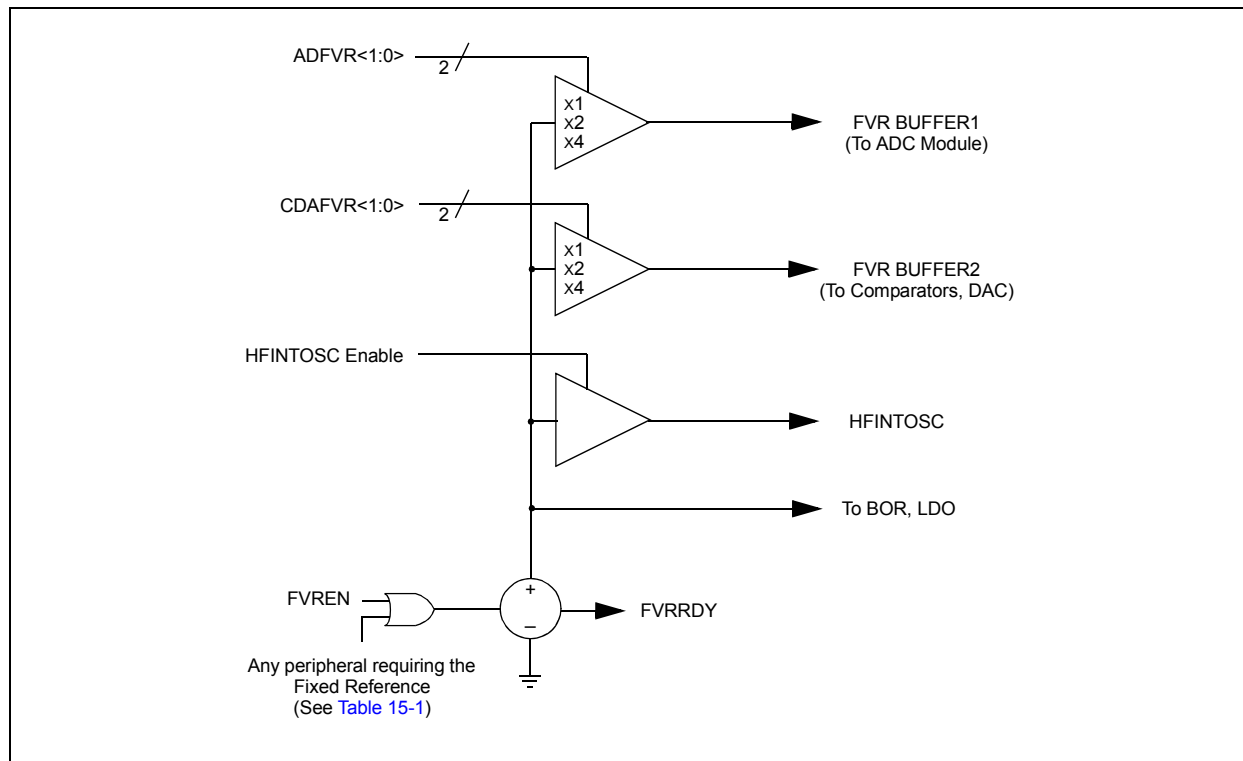 ADFVR<1:0>
2
x1
x2
x4
FVR BUFFER1
(To ADC Module)
CDAFVR<1:0>
2
x1
x2
x4
FVR BUFFER2
(To Comparators, DAC)
HFINTOSC Enable
HFINTOSC
To BOR, LDO
FVREN
+
–
FVRRDY
Any peripheral requiring the
Fixed Reference
(See Table 15-1)